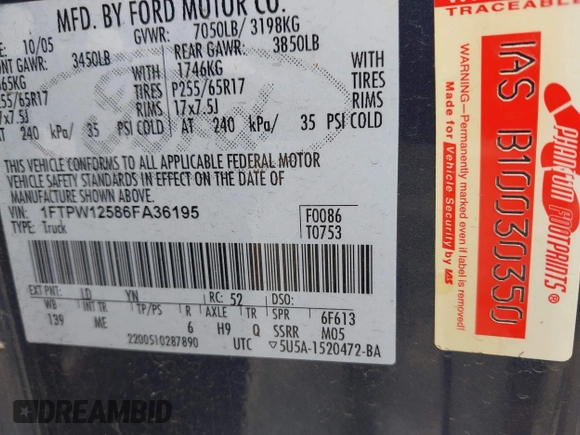 MFD. BY FORD MOTOR CO.
10/05
GVWR: 7050LB/ 3198KG
FRONT GAWR: 3450LB
REAR GAWR: 3850LB
WITH
1746KG
WITH
TIRES
P255/65R17
TIRES
P255/65R17
RIMS
17x7.5J
RIMS
17x7.5J
AT 240 kPa/ 35 PSI COLD
AT 240 kPa/ 35 PSI COLD
THIS VEHICLE CONFORMS TO ALL APPLICABLE FEDERAL MOTOR
VEHICLE SAFETY STANDARDS IN EFFECT ON THE DATE OF
MANUFACTURE SHOWN ABOVE.
VIN: 1FTPW12586FA36195
TYPE: Truck
F0086
T0753
EXT PNT: LD YN RC: 52 DSO:
WB INT TR TP/PS R AXLE TR SPR 6F613
139 ME 6 H9 Q SSRR M05
2200510287890 UTC ▽5U5A-1520472-BA
TRACEABLE
IAS B10030350
WARNING—Permanently marked even if label is removed!
Made for 1Vehicle Security by IAS
PHANTOM FOOTPRINTS®
DREAMBID